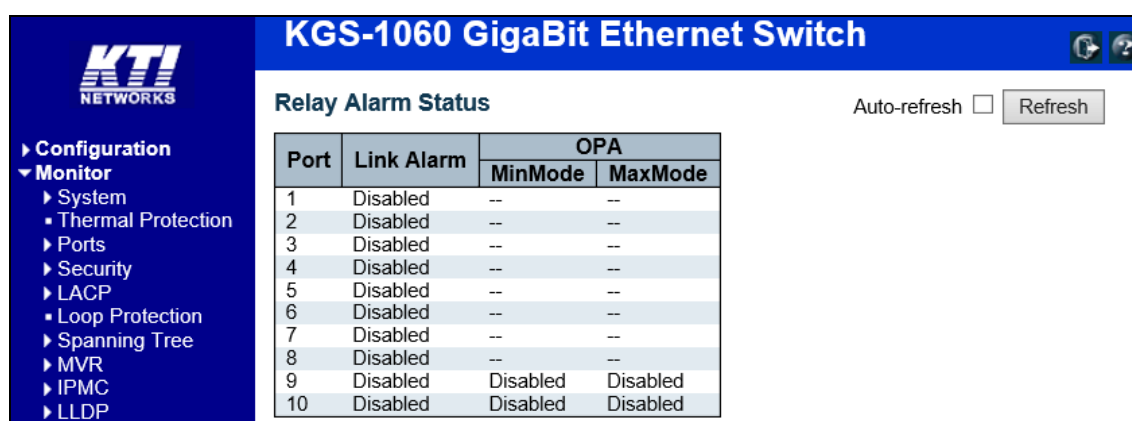 KTI
NETWORKS
KGS-1060 GigaBit Ethernet Switch
Configuration
Monitor
System
Thermal Protection
Ports
Security
LACP
Loop Protection
Spanning Tree
MVR
IPMC
LLDP
Relay Alarm Status
Auto-refresh Refresh
Port Link Alarm OPA
MinMode MaxMode
1 Disabled -- --
2 Disabled -- --
3 Disabled -- --
4 Disabled -- --
5 Disabled -- --
6 Disabled -- --
7 Disabled -- --
8 Disabled -- --
9 Disabled Disabled Disabled
10 Disabled Disabled Disabled